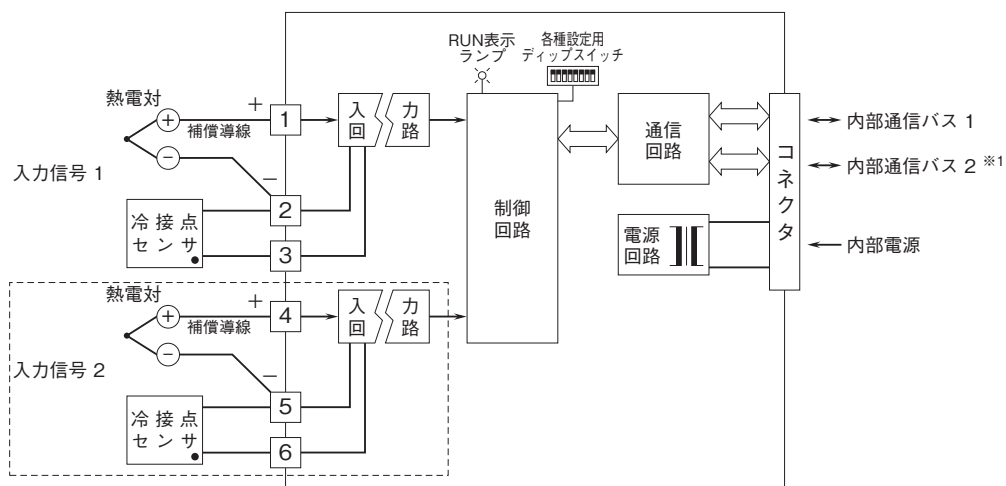 RUN表示
ランプ
各種設定用
ディップスイッチ
熱電対
+
補償導線
−
入力信号 1
冷接点
センサ
1
2
3
入 力
回 路
制御
回路
通信
回路
電源
回路
コネクタ
内部通信バス 1
内部通信バス 2 ※1
内部電源
熱電対
+
補償導線
−
入力信号 2
冷接点
センサ
4
5
6
入 力
回 路